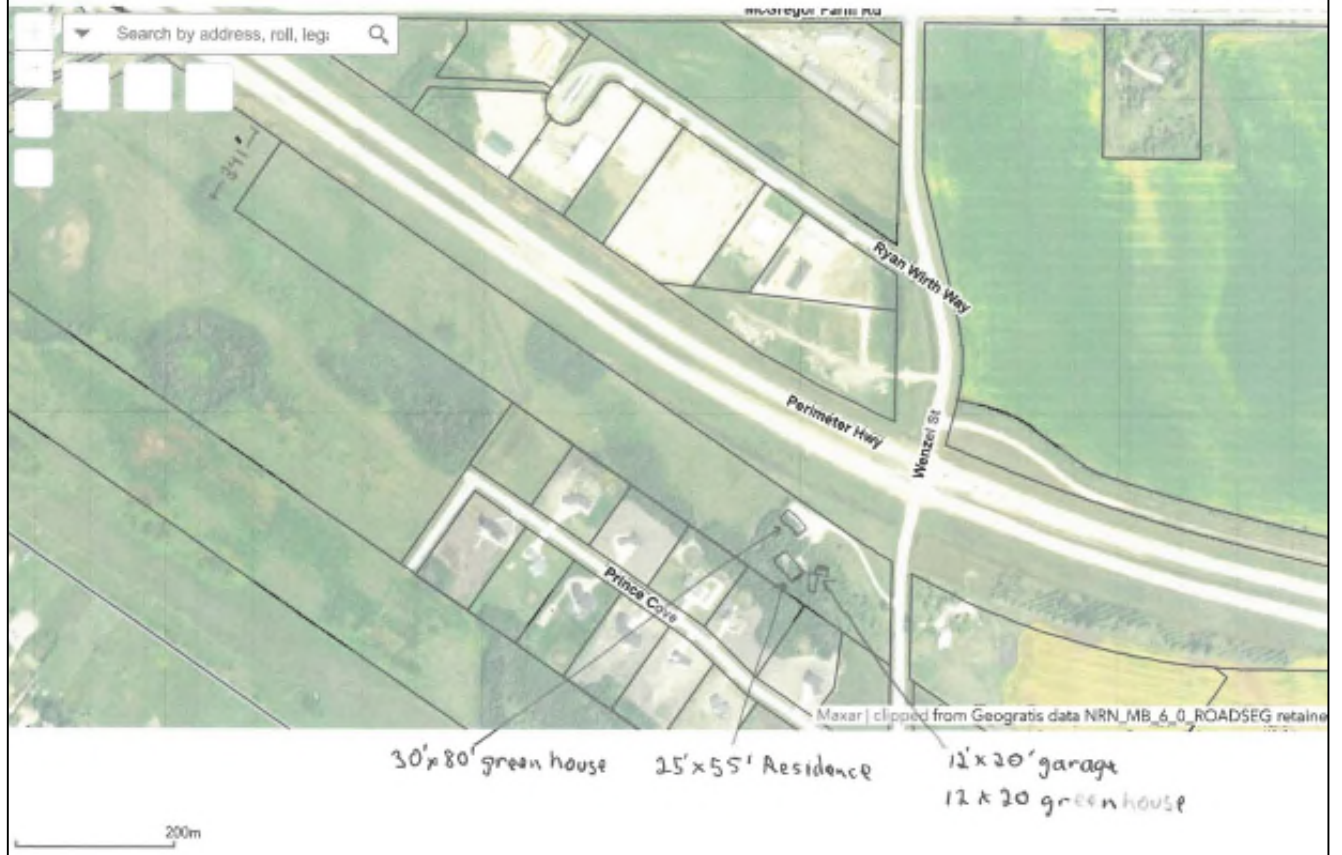 McGregor Farm Rd
Search by address, roll, lega
341'
Ryan Wirth Way
Perimeter Hwy
Wenzel St
Prince Cove
Maxar | clipped from Geogratis data NRN_MB_6_0_ROADSEG retaine
30'x80' green house
25'x55' Residence
12'x20' garage
12 x 20 greenhouse
200m